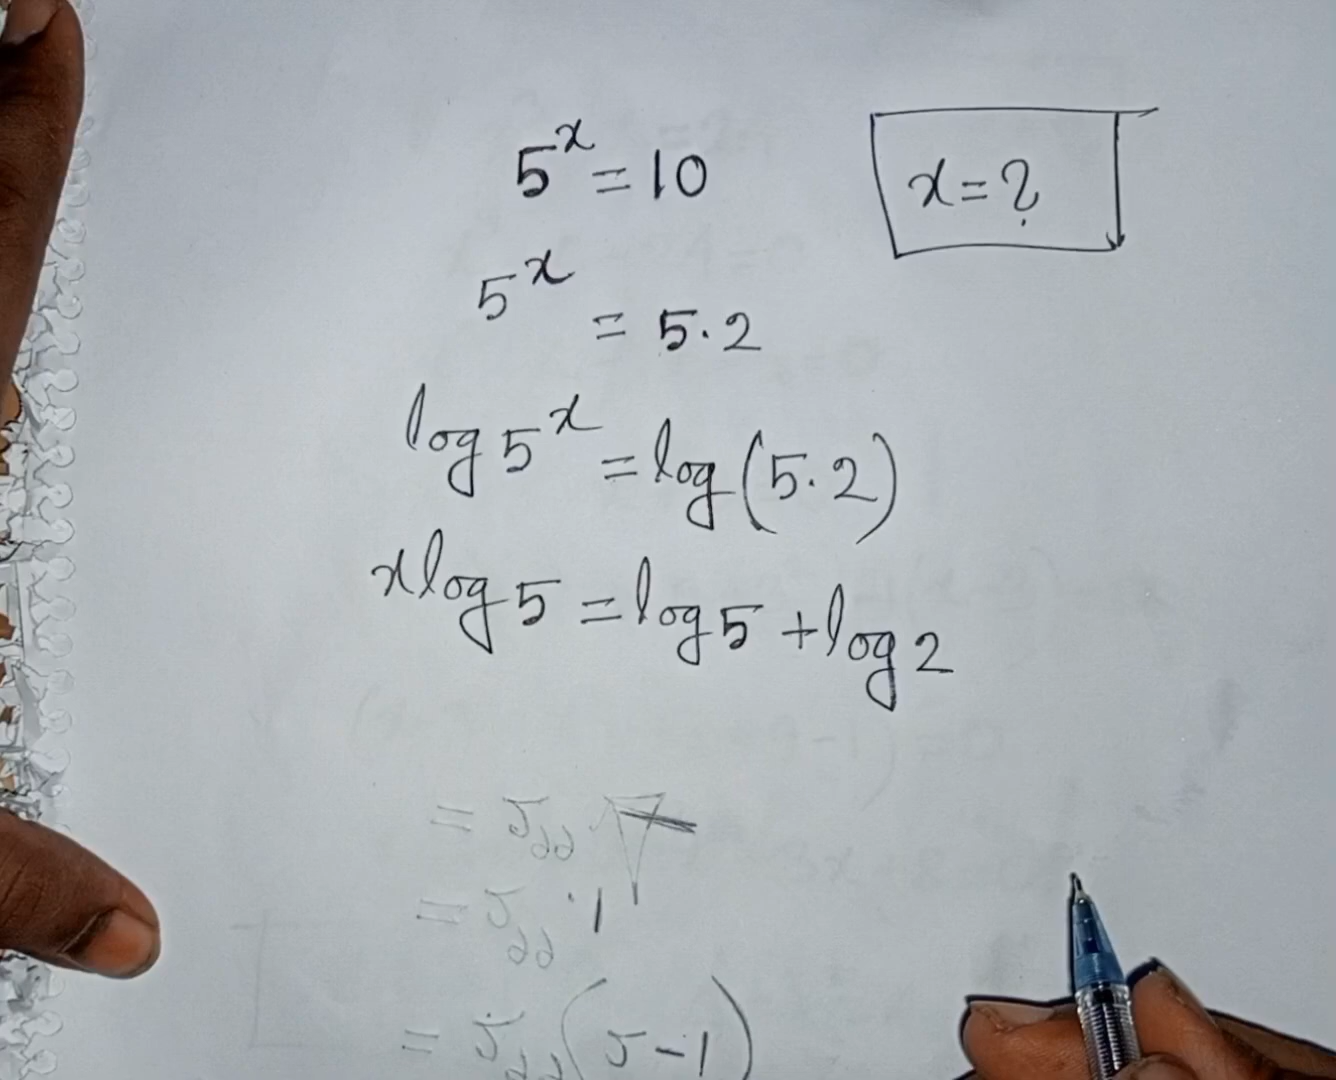 5^x = 10
x = ?
5^x = 5.2
log 5^x = log (5.2)
x log 5 = log 5 + log 2